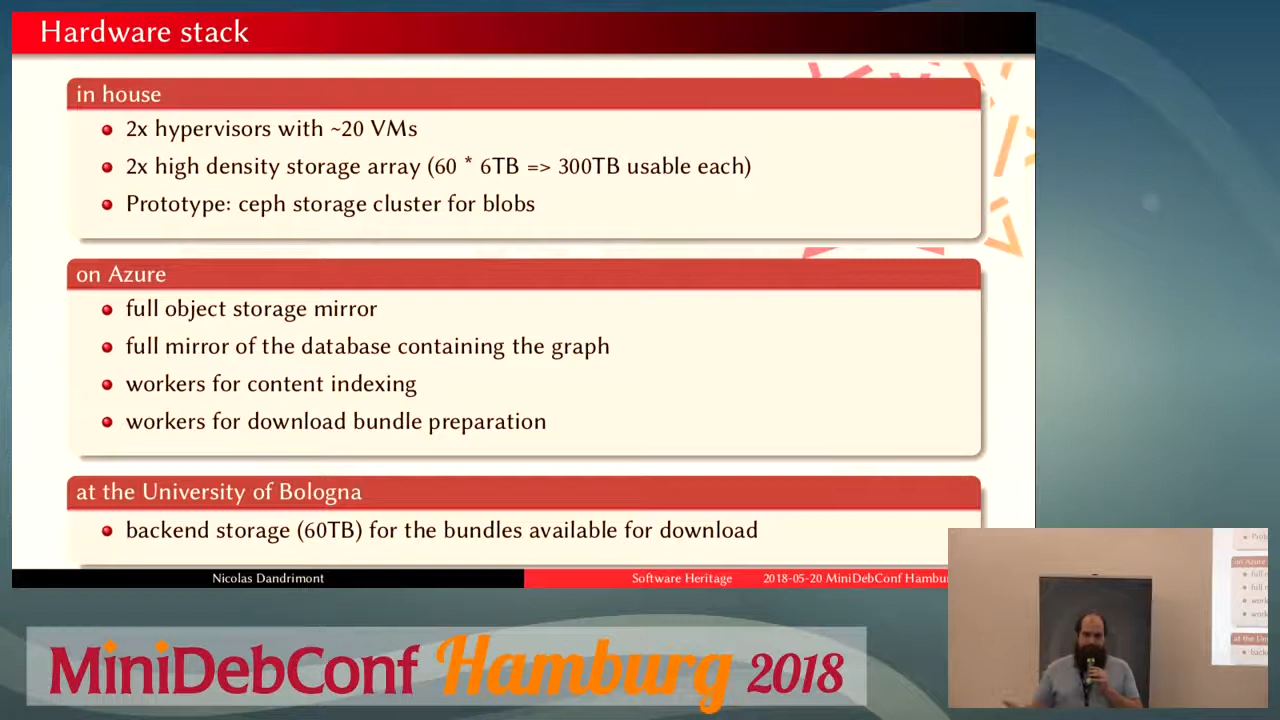 Hardware stack
in house
2x hypervisors with ~20 VMs
2x high density storage array (60 * 6TB => 300TB usable each)
Prototype: ceph storage cluster for blobs
on Azure
full object storage mirror
full mirror of the database containing the graph
workers for content indexing
workers for download bundle preparation
at the University of Bologna
backend storage (60TB) for the bundles available for download
Nicolas Dandrimont
Software Heritage
2018-05-20 MiniDebConf Hambur
MiniDebConf Hamburg 2018